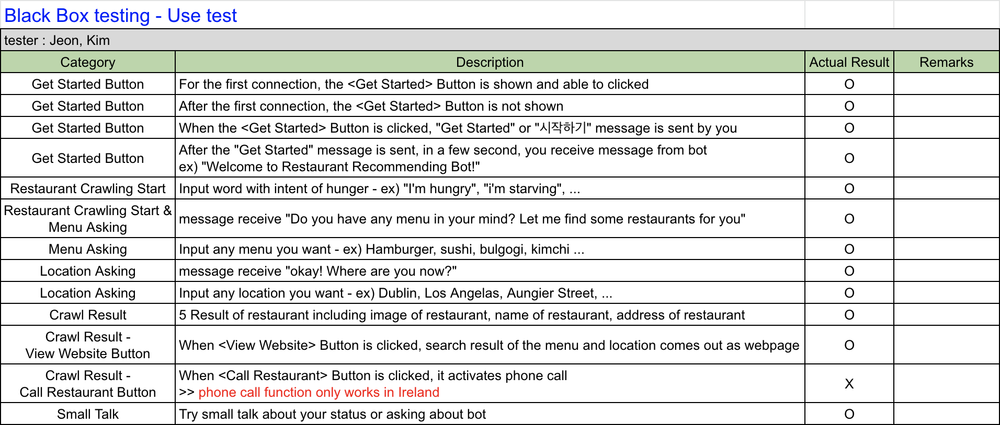 Black Box testing - Use test
tester : Jeon, Kim
Category Description Actual Result Remarks
Get Started Button For the first connection, the <Get Started> Button is shown and able to clicked O
Get Started Button After the first connection, the <Get Started> Button is not shown O
Get Started Button When the <Get Started> Button is clicked, "Get Started" or "시작하기" message is sent by you O
Get Started Button
After the "Get Started" message is sent, in a few second, you receive message from bot
ex) "Welcome to Restaurant Recommending Bot!"
O
Restaurant Crawling Start Input word with intent of hunger - ex) "I'm hungry", "i'm starving", ... O
Restaurant Crawling Start &
Menu Asking
message receive "Do you have any menu in your mind? Let me find some restaurants for you" O
Menu Asking Input any menu you want - ex) Hamburger, sushi, bulgogi, kimchi ... O
Location Asking message receive "okay! Where are you now?" O
Location Asking Input any location you want - ex) Dublin, Los Angelas, Aungier Street, ... O
Crawl Result 5 Result of restaurant including image of restaurant, name of restaurant, address of restaurant O
Crawl Result -
View Website Button
When <View Website> Button is clicked, search result of the menu and location comes out as webpage O
Crawl Result -
Call Restaurant Button
When <Call Restaurant> Button is clicked, it activates phone call
>> phone call function only works in Ireland
X
Small Talk Try small talk about your status or asking about bot O